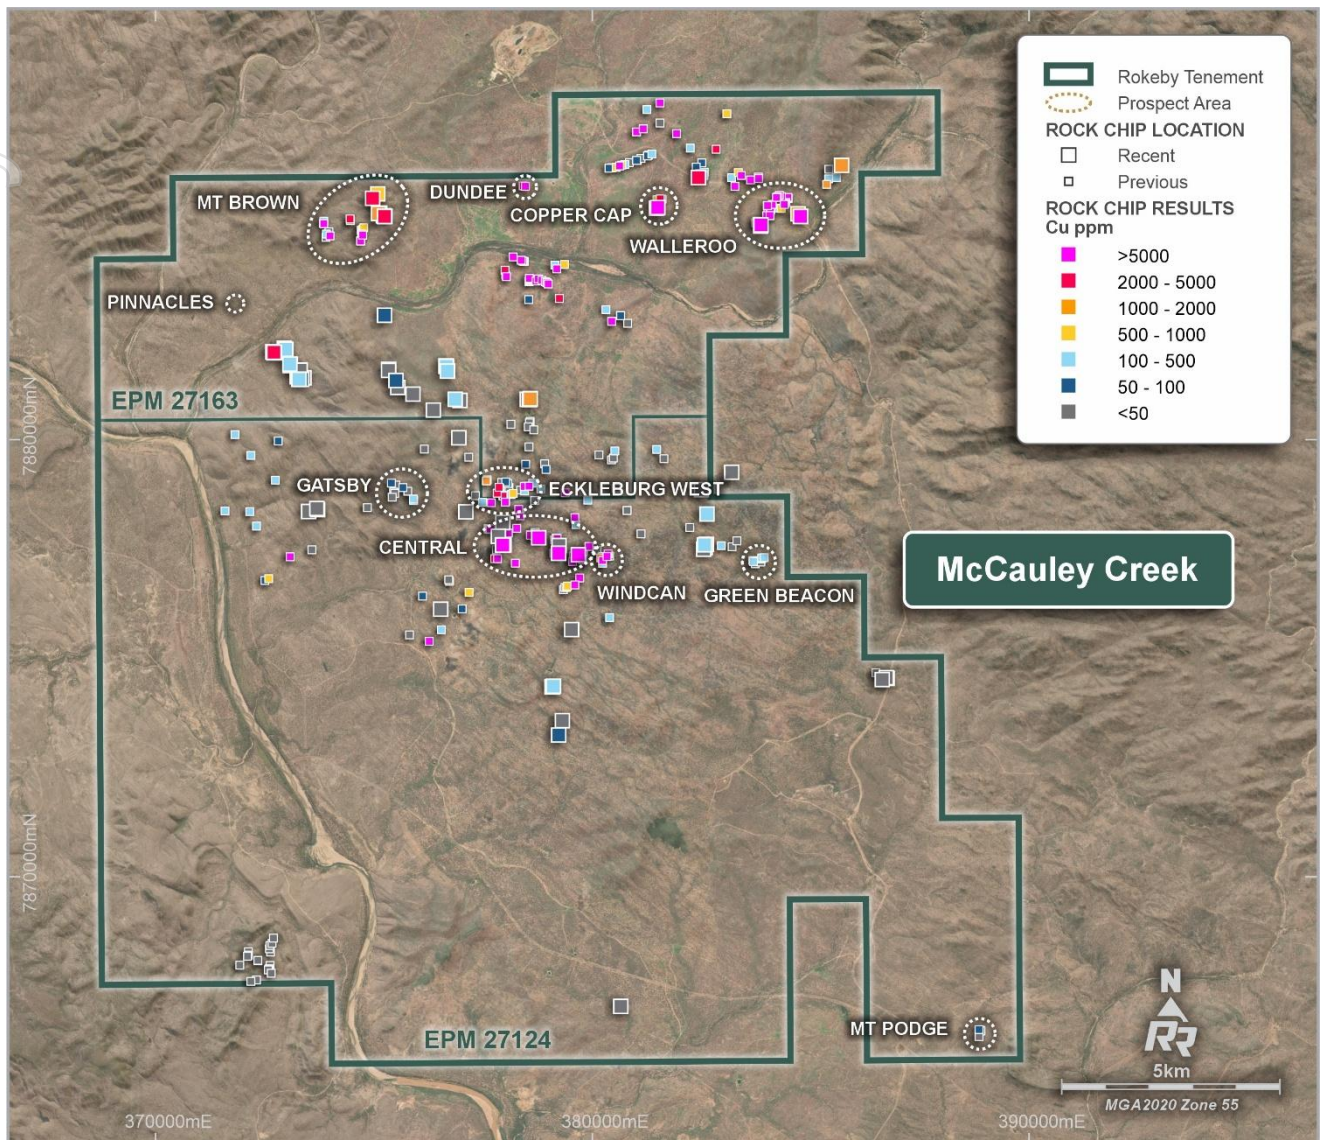 Rokeby Tenement
Prospect Area
ROCK CHIP LOCATION
Recent
Previous
ROCK CHIP RESULTS
Cu ppm
>5000
2000 - 5000
1000 - 2000
500 - 1000
100 - 500
50 - 100
<50
MT BROWN
DUNDEE
COPPER CAP
WALLEROO
PINNACLES
EPM 27163
7880000mN
GATSBY
ECKLEBURG WEST
CENTRAL
WINDCAN
GREEN BEACON
McCauley Creek
7870000mN
EPM 27124
MT PODGE
N
RR
5km
MGA2020 Zone 55
370000mE
380000mE
390000mE